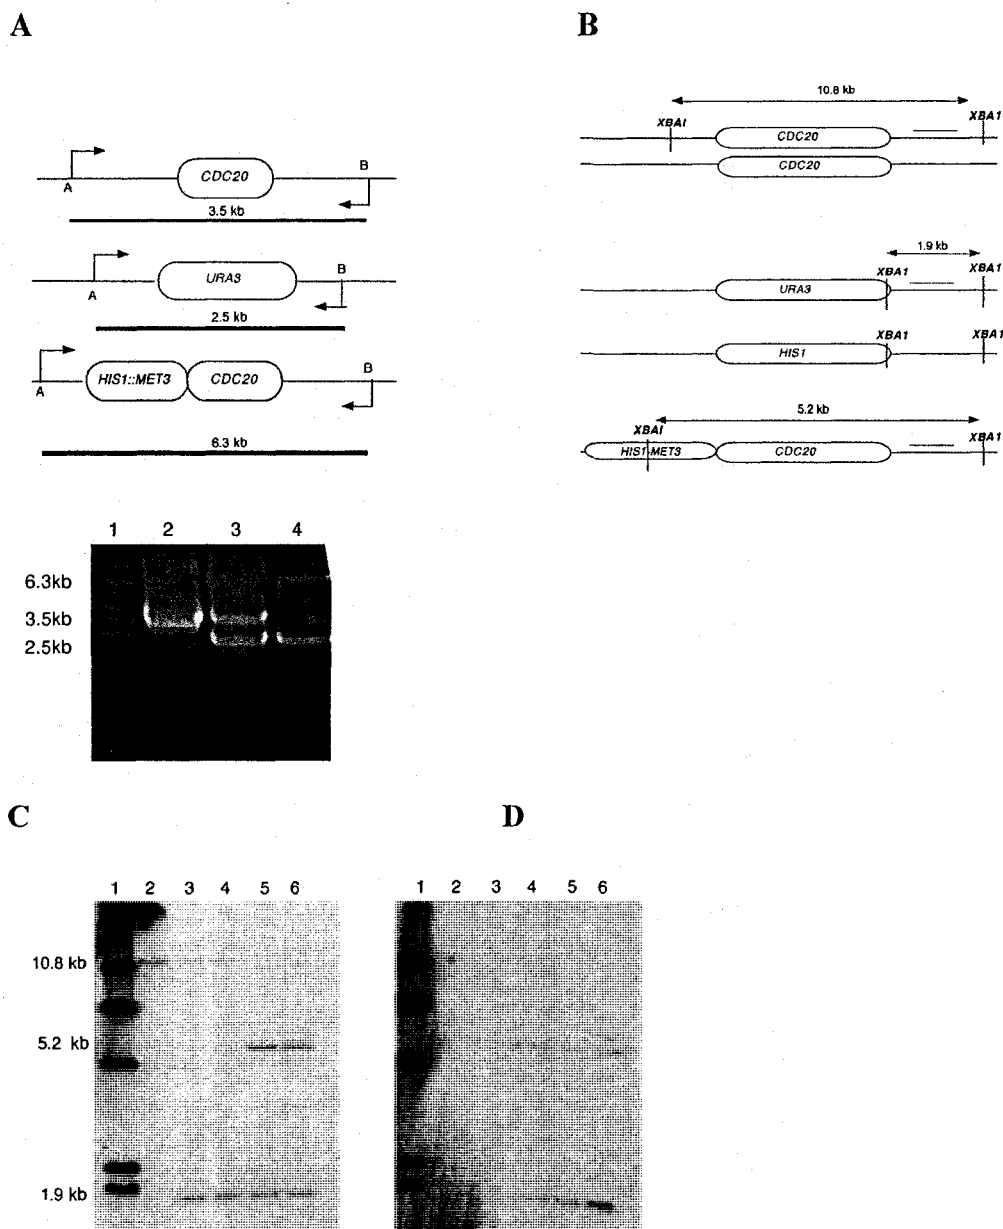 A
CDC20
A
B
3.5 kb
URA3
A
B
2.5 kb
HIS1::MET3
CDC20
A
B
6.3 kb
1 2 3 4
6.3kb
3.5kb
2.5kb
B
10.8 kb
XBAI
XBA1
CDC20
CDC20
1.9 kb
XBA1
XBA1
URA3
XBA1
XBA1
HIS1
5.2 kb
XBAI
XBA1
HIS1-MET3
CDC20
C
1 2 3 4 5 6
10.8 kb
5.2 kb
1.9 kb
D
1 2 3 4 5 6